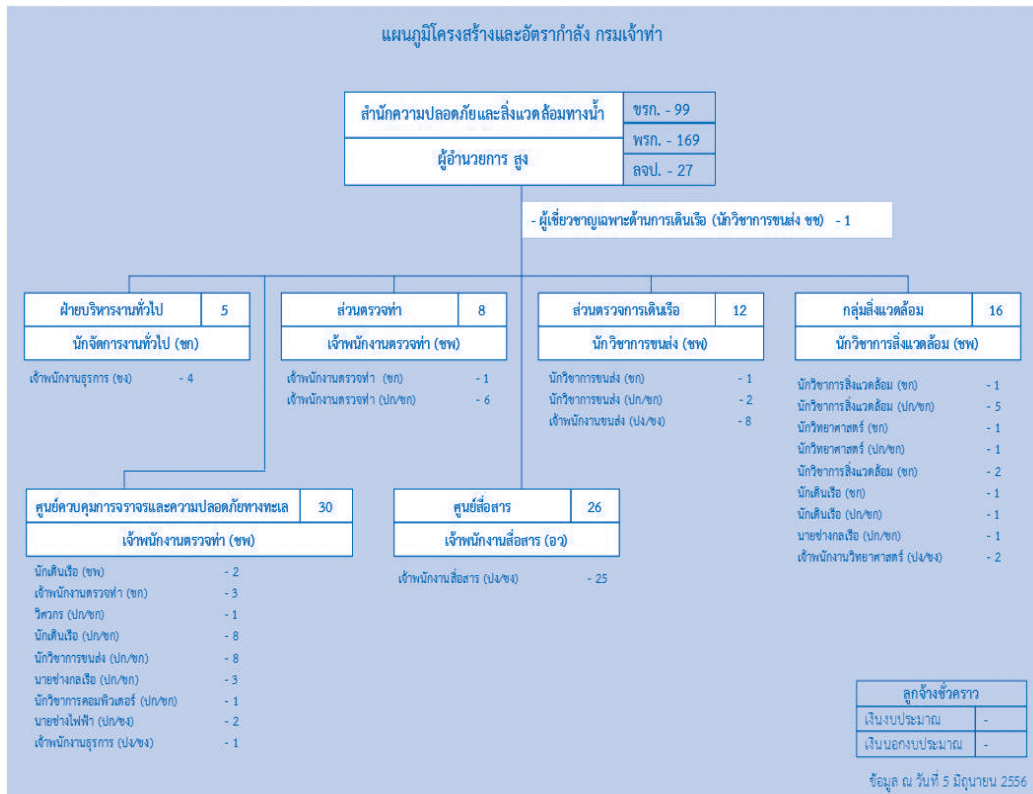 แผนภูมิโครงสร้างและอัตรากำลัง กรมเจ้าท่า
สำนักความปลอดภัยและสิ่งแวดล้อมทางน้ำ
ผู้อำนวยการ สูง
ขรก. - 99
พรก. - 169
ลจป. - 27
- ผู้เชี่ยวชาญเฉพาะด้านการเดินเรือ (นักวิชาการขนส่ง ชช) - 1
ฝ่ายบริหารงานทั่วไป 5
นักจัดการงานทั่วไป (ชก)
เจ้าพนักงานธุรการ (ชง) - 4
ส่วนตรวจท่า 8
เจ้าพนักงานตรวจท่า (ชพ)
เจ้าพนักงานตรวจท่า (ชก) - 1
เจ้าพนักงานตรวจท่า (ปก/ชก) - 6
ส่วนตรวจการเดินเรือ 12
นักวิชาการขนส่ง (ชพ)
นักวิชาการขนส่ง (ชก) - 1
นักวิชาการขนส่ง (ปก/ชก) - 2
เจ้าพนักงานขนส่ง (ปง/ชง) - 8
กลุ่มสิ่งแวดล้อม 16
นักวิชาการสิ่งแวดล้อม (ชพ)
นักวิชาการสิ่งแวดล้อม (ชก) - 1
นักวิชาการสิ่งแวดล้อม (ปก/ชก) - 5
นักวิทยาศาสตร์ (ชก) - 1
นักวิทยาศาสตร์ (ปก/ชก) - 1
นักวิชาการสิ่งแวดล้อม (ชก) - 2
นักเดินเรือ (ชก) - 1
นักเดินเรือ (ปก/ชก) - 1
นายช่างกลเรือ (ปก/ชก) - 1
เจ้าพนักงานวิทยาศาสตร์ (ปง/ชง) - 2
ศูนย์ควบคุมการจราจรและความปลอดภัยทางทะเล 30
เจ้าพนักงานตรวจท่า (ชพ)
นักเดินเรือ (ชพ) - 2
เจ้าพนักงานตรวจท่า (ชก) - 3
วิศวกร (ปก/ชก) - 1
นักเดินเรือ (ปก/ชก) - 8
นักวิชาการขนส่ง (ปก/ชก) - 8
นายช่างกลเรือ (ปก/ชก) - 3
นักวิชาการคอมพิวเตอร์ (ปก/ชก) - 1
นายช่างไฟฟ้า (ปก/ชง) - 2
เจ้าพนักงานธุรการ (ปง/ชง) - 1
ศูนย์สื่อสาร 26
เจ้าพนักงานสื่อสาร (อว)
เจ้าพนักงานสื่อสาร (ปง/ชง) - 25
ลูกจ้างชั่วคราว
เงินงบประมาณ -
เงินนอกงบประมาณ -
ข้อมูล ณ วันที่ 5 มิถุนายน 2556